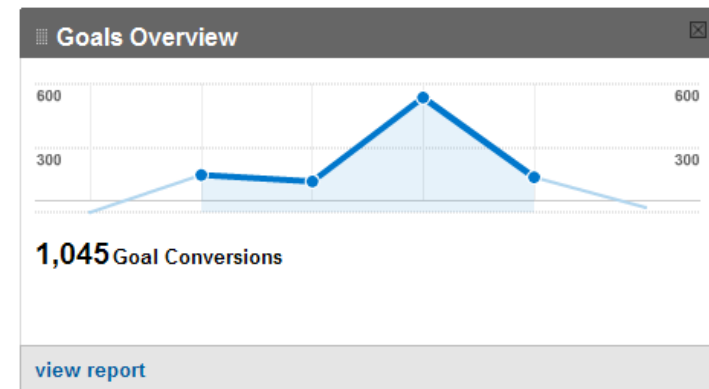 Goals Overview
600 600
300 300
1,045 Goal Conversions
view report